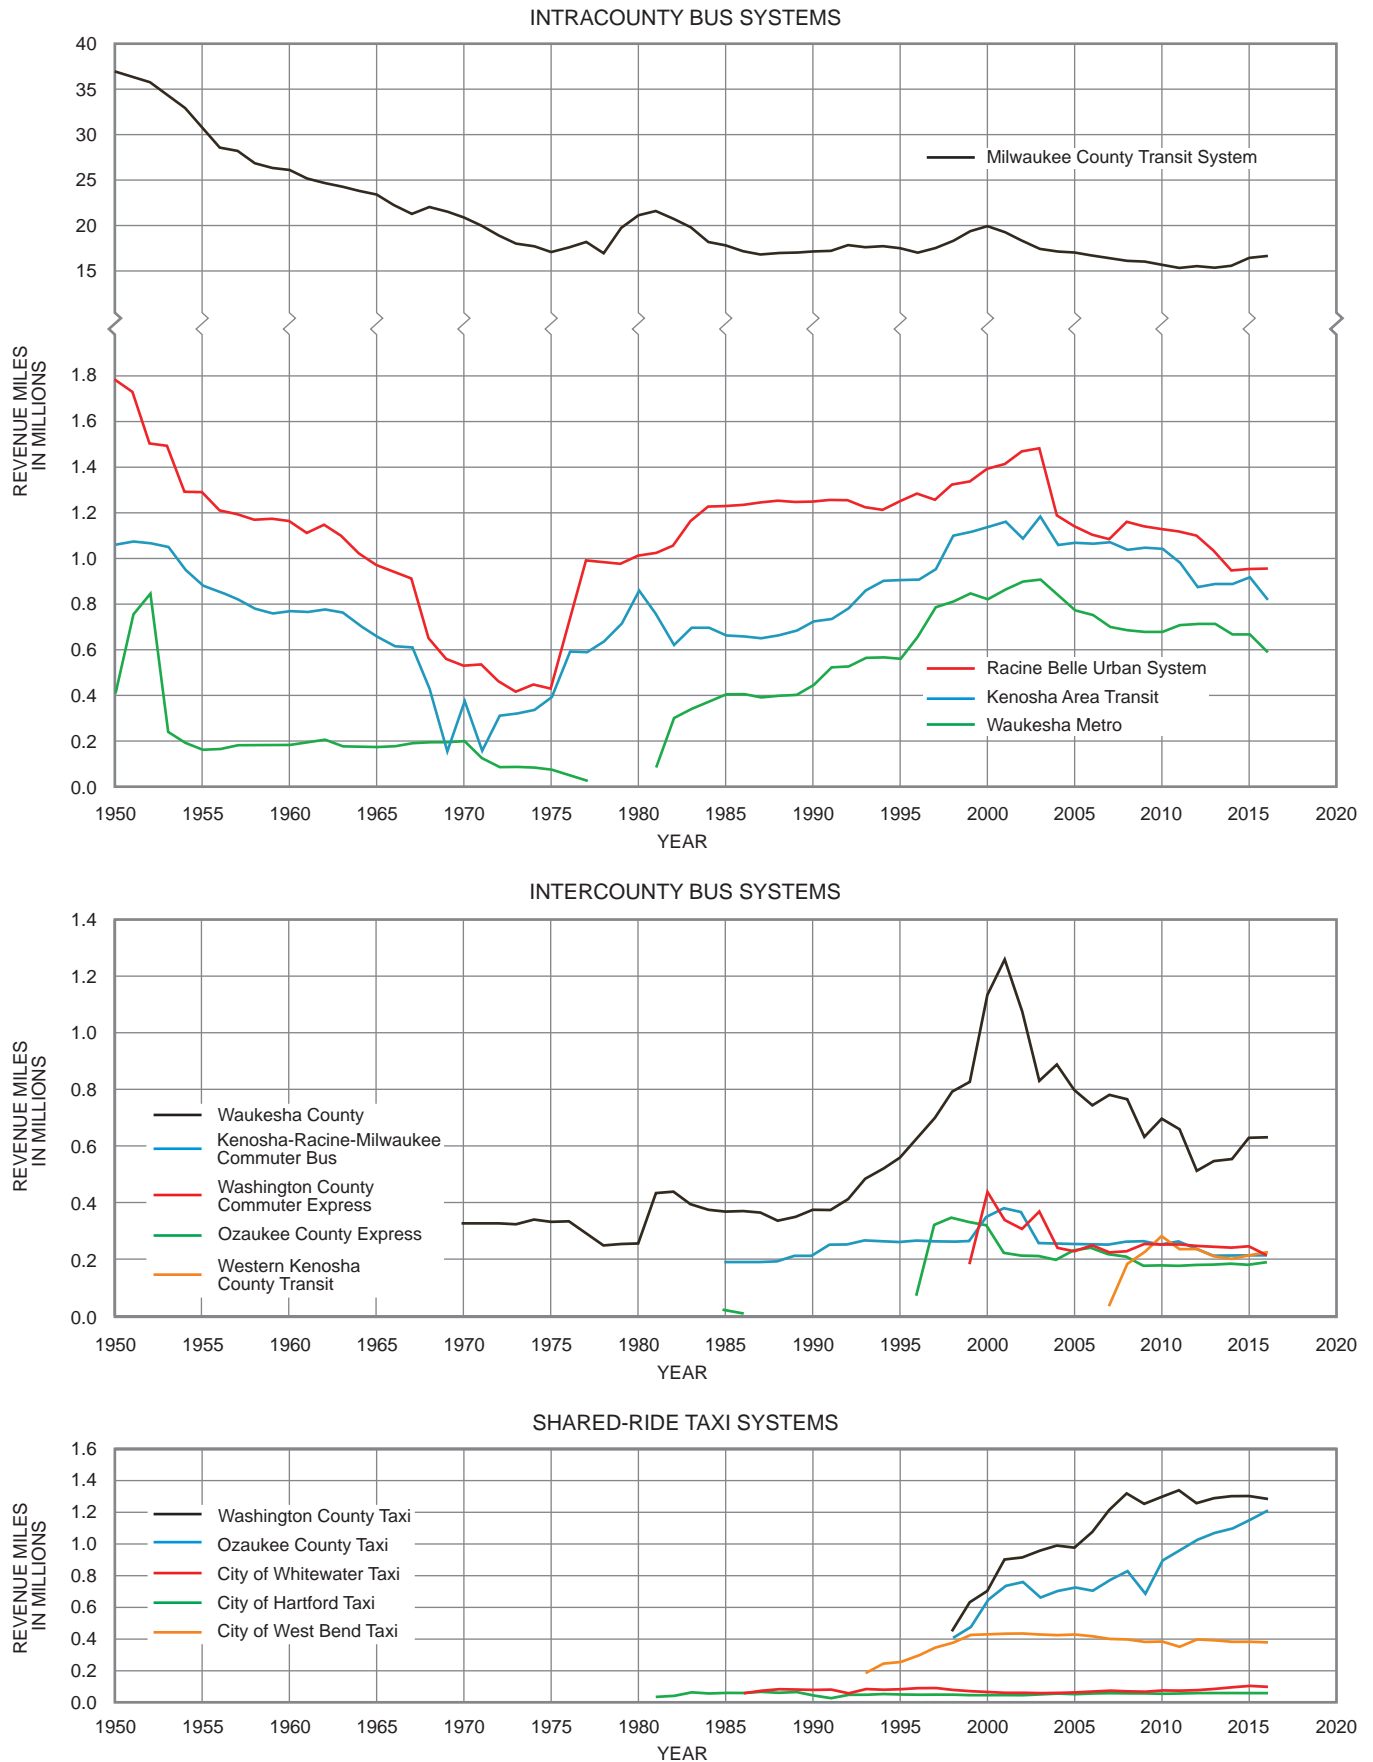 INTRACOUNTY BUS SYSTEMS
40
35
30
25
20
15
Milwaukee County Transit System
REVENUE MILES
IN MILLIONS
1.8
1.6
1.4
1.2
1.0
0.8
0.6
0.4
0.2
0.0
Racine Belle Urban System
Kenosha Area Transit
Waukesha Metro
1950 1955 1960 1965 1970 1975 1980 1985 1990 1995 2000 2005 2010 2015 2020
YEAR
INTERCOUNTY BUS SYSTEMS
REVENUE MILES
IN MILLIONS
1.4
1.2
1.0
0.8
0.6
0.4
0.2
0.0
Waukesha County
Kenosha-Racine-Milwaukee
Commuter Bus
Washington County
Commuter Express
Ozaukee County Express
Western Kenosha
County Transit
1950 1955 1960 1965 1970 1975 1980 1985 1990 1995 2000 2005 2010 2015 2020
YEAR
SHARED-RIDE TAXI SYSTEMS
REVENUE MILES
IN MILLIONS
1.6
1.4
1.2
1.0
0.8
0.6
0.4
0.2
0.0
Washington County Taxi
Ozaukee County Taxi
City of Whitewater Taxi
City of Hartford Taxi
City of West Bend Taxi
1950 1955 1960 1965 1970 1975 1980 1985 1990 1995 2000 2005 2010 2015 2020
YEAR